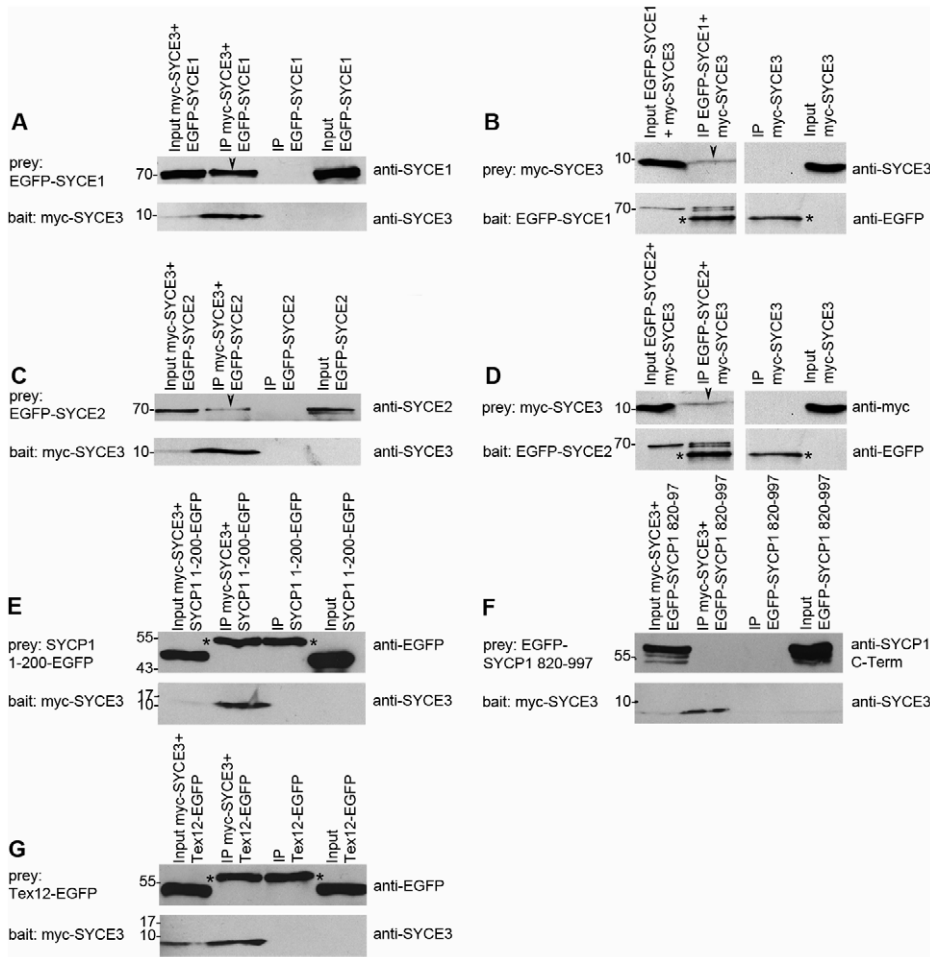 A
Input myc-SYCE3+
EGFP-SYCE1
IP myc-SYCE3+
EGFP-SYCE1
IP
EGFP-SYCE1
Input
EGFP-SYCE1
prey:
EGFP-SYCE1
70
anti-SYCE1
bait: myc-SYCE3
10
anti-SYCE3
B
Input EGFP-SYCE1
+ myc-SYCE3
IP EGFP-SYCE1+
myc-SYCE3
IP
myc-SYCE3
Input
myc-SYCE3
prey: myc-SYCE3
10
anti-SYCE3
bait: EGFP-SYCE1
70
*
*
anti-EGFP
C
Input myc-SYCE3+
EGFP-SYCE2
IP myc-SYCE3+
EGFP-SYCE2
IP
EGFP-SYCE2
Input
EGFP-SYCE2
prey:
EGFP-SYCE2
70
anti-SYCE2
bait: myc-SYCE3
10
anti-SYCE3
D
Input EGFP-SYCE2+
myc-SYCE3
IP EGFP-SYCE2+
myc-SYCE3
IP
myc-SYCE3
Input
myc-SYCE3
prey: myc-SYCE3
10
anti-myc
bait: EGFP-SYCE2
70
*
*
anti-EGFP
E
Input myc-SYCE3+
SYCP1 1-200-EGFP
IP myc-SYCE3+
SYCP1 1-200-EGFP
IP
SYCP1 1-200-EGFP
Input
SYCP1 1-200-EGFP
prey: SYCP1
1-200-EGFP
55
43
*
*
anti-EGFP
bait: myc-SYCE3
17
10
anti-SYCE3
F
Input myc-SYCE3+
EGFP-SYCP1 820-97
IP myc-SYCE3+
EGFP-SYCP1 820-997
IP
EGFP-SYCP1 820-997
Input
EGFP-SYCP1 820-997
prey: EGFP-
SYCP1 820-997
55
anti-SYCP1
C-Term
bait: myc-SYCE3
10
anti-SYCE3
G
Input myc-SYCE3+
Tex12-EGFP
IP myc-SYCE3+
Tex12-EGFP
IP
Tex12-EGFP
Input
Tex12-EGFP
prey:
Tex12-EGFP
55
*
*
anti-EGFP
bait: myc-SYCE3
17
10
anti-SYCE3